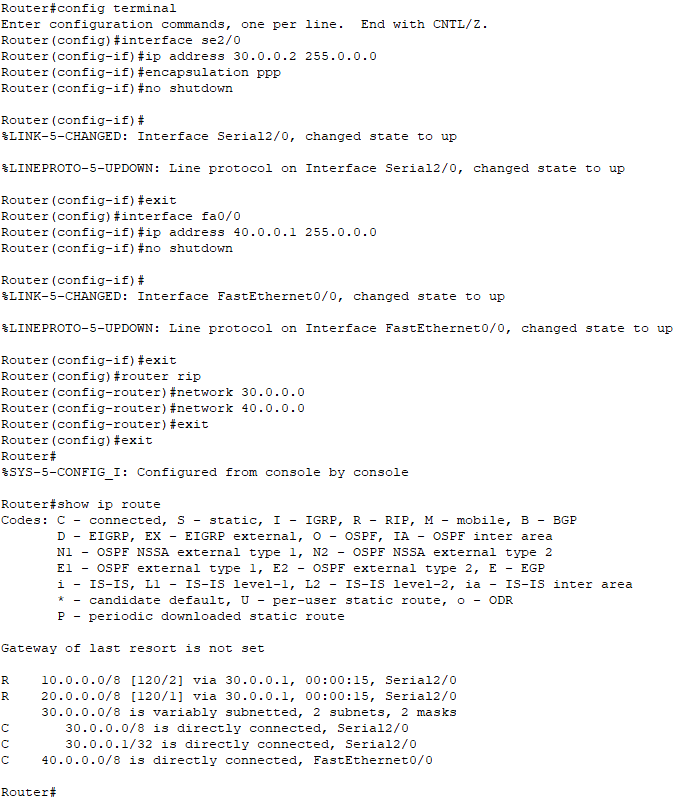 Router#config terminal
Enter configuration commands, one per line.  End with CNTL/Z.
Router(config)#interface se2/0
Router(config-if)#ip address 30.0.0.2 255.0.0.0
Router(config-if)#encapsulation ppp
Router(config-if)#no shutdown

Router(config-if)#
%LINK-5-CHANGED: Interface Serial2/0, changed state to up

%LINEPROTO-5-UPDOWN: Line protocol on Interface Serial2/0, changed state to up

Router(config-if)#exit
Router(config)#interface fa0/0
Router(config-if)#ip address 40.0.0.1 255.0.0.0
Router(config-if)#no shutdown

Router(config-if)#
%LINK-5-CHANGED: Interface FastEthernet0/0, changed state to up

%LINEPROTO-5-UPDOWN: Line protocol on Interface FastEthernet0/0, changed state to up

Router(config-if)#exit
Router(config)#router rip
Router(config-router)#network 30.0.0.0
Router(config-router)#network 40.0.0.0
Router(config-router)#exit
Router(config)#exit
Router#
%SYS-5-CONFIG_I: Configured from console by console

Router#show ip route
Codes: C - connected, S - static, I - IGRP, R - RIP, M - mobile, B - BGP
       D - EIGRP, EX - EIGRP external, O - OSPF, IA - OSPF inter area
       N1 - OSPF NSSA external type 1, N2 - OSPF NSSA external type 2
       E1 - OSPF external type 1, E2 - OSPF external type 2, E - EGP
       i - IS-IS, L1 - IS-IS level-1, L2 - IS-IS level-2, ia - IS-IS inter area
       * - candidate default, U - per-user static route, o - ODR
       P - periodic downloaded static route

Gateway of last resort is not set

R    10.0.0.0/8 [120/2] via 30.0.0.1, 00:00:15, Serial2/0
R    20.0.0.0/8 [120/1] via 30.0.0.1, 00:00:15, Serial2/0
     30.0.0.0/8 is variably subnetted, 2 subnets, 2 masks
C       30.0.0.0/8 is directly connected, Serial2/0
C       30.0.0.1/32 is directly connected, Serial2/0
C    40.0.0.0/8 is directly connected, FastEthernet0/0

Router#